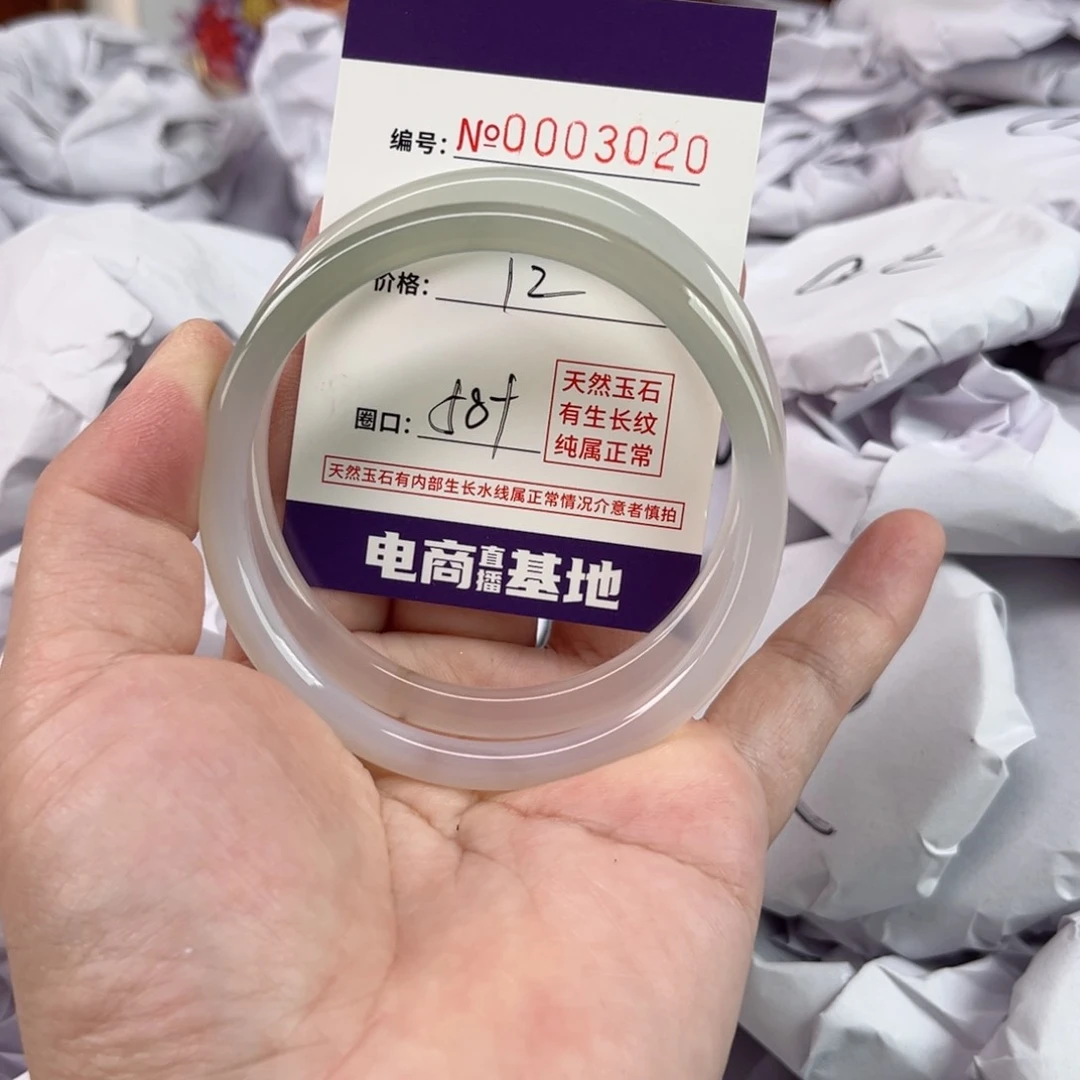 编号: №0003020
价格: 12
圈口: 58+
天然玉石
有生长纹
纯属正常
天然玉石有内部生长水线属正常情况介意者慎拍
电商直播基地